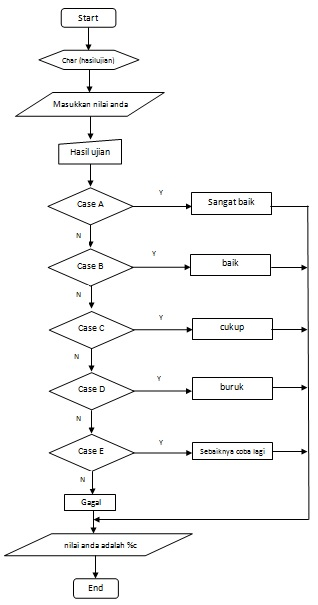 Start
Char (hasilujian)
Masukkan nilai anda
Hasil ujian
Case A
Y
Sangat baik
N
Case B
Y
baik
N
Case C
Y
cukup
N
Case D
Y
buruk
N
Case E
Y
Sebaiknya coba lagi
N
Gagal
nilai anda adalah %c
End